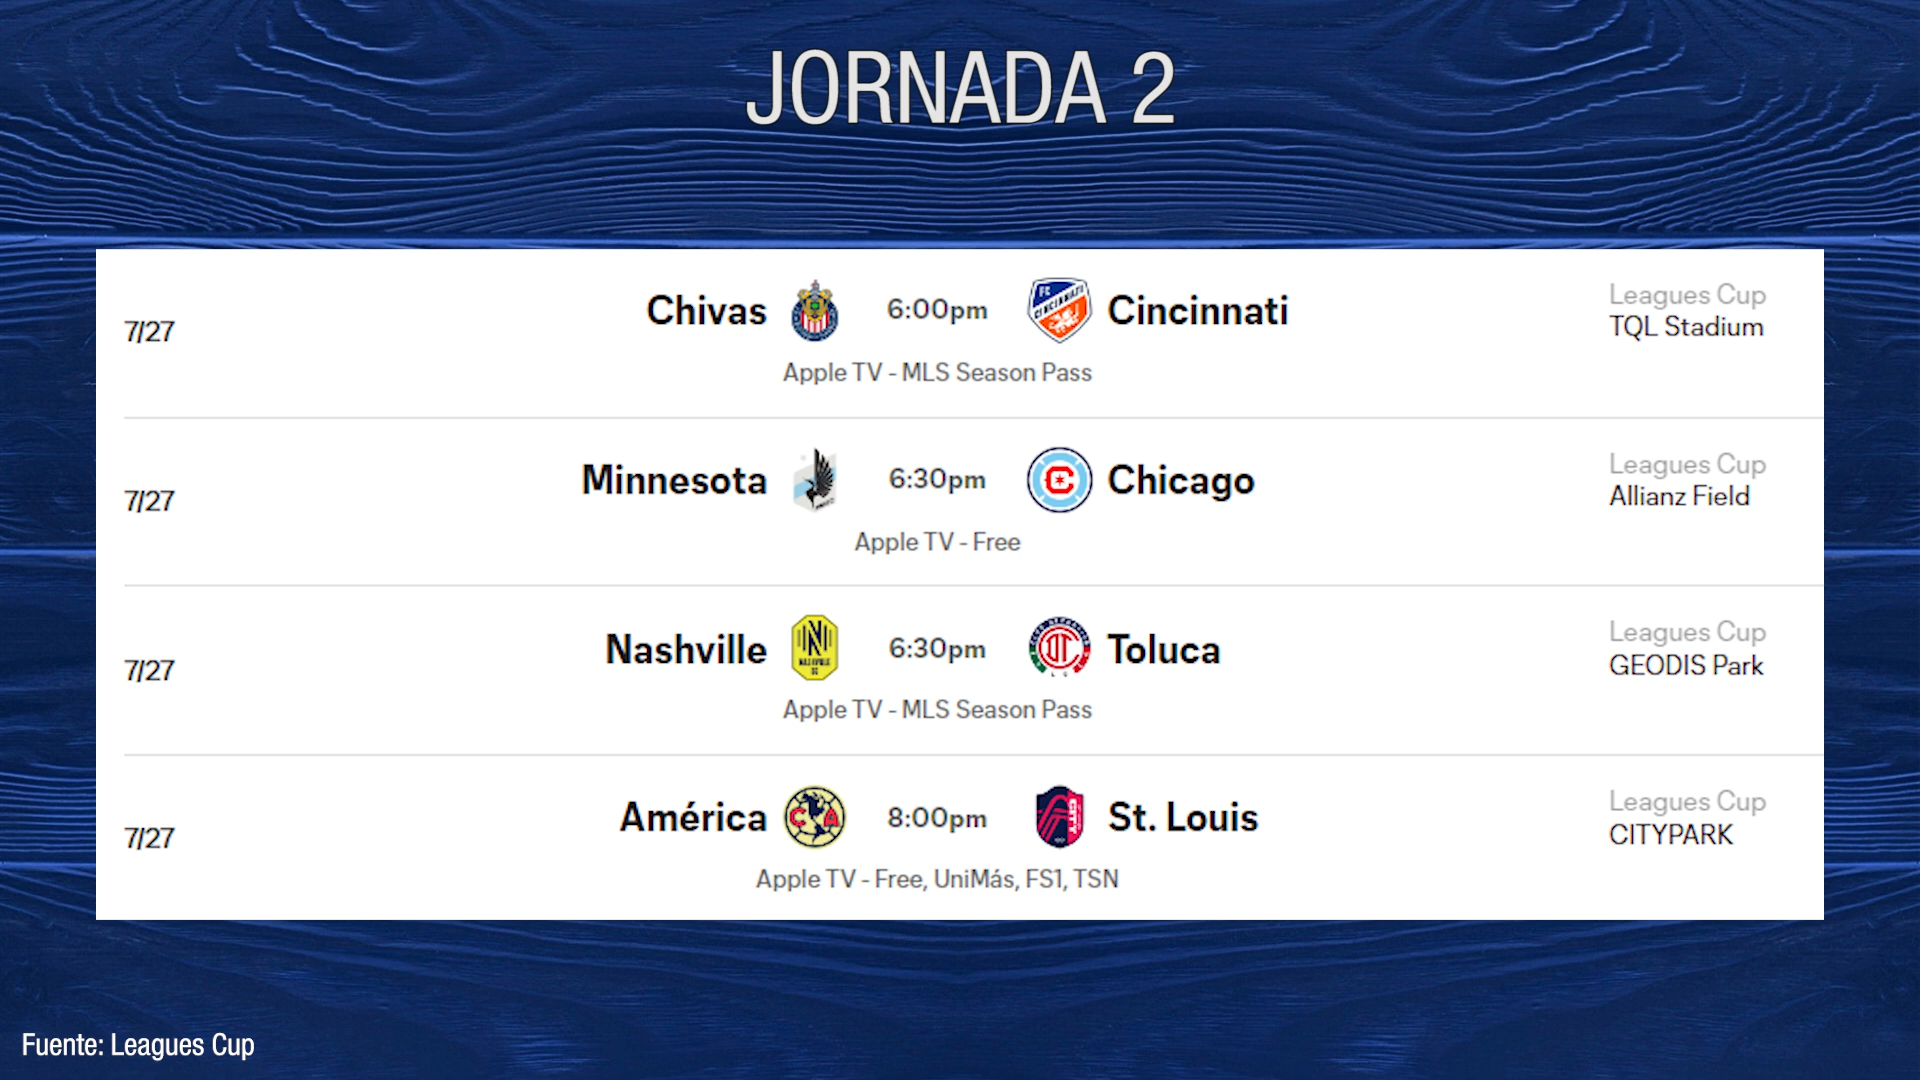 JORNADA 2
7/27
Chivas 6:00pm Cincinnati
Apple TV - MLS Season Pass
Leagues Cup
TQL Stadium
7/27
Minnesota 6:30pm Chicago
Apple TV - Free
Leagues Cup
Allianz Field
7/27
Nashville 6:30pm Toluca
Apple TV - MLS Season Pass
Leagues Cup
GEODIS Park
7/27
América 8:00pm St. Louis
Apple TV - Free, UniMás, FS1, TSN
Leagues Cup
CITYPARK
Fuente: Leagues Cup